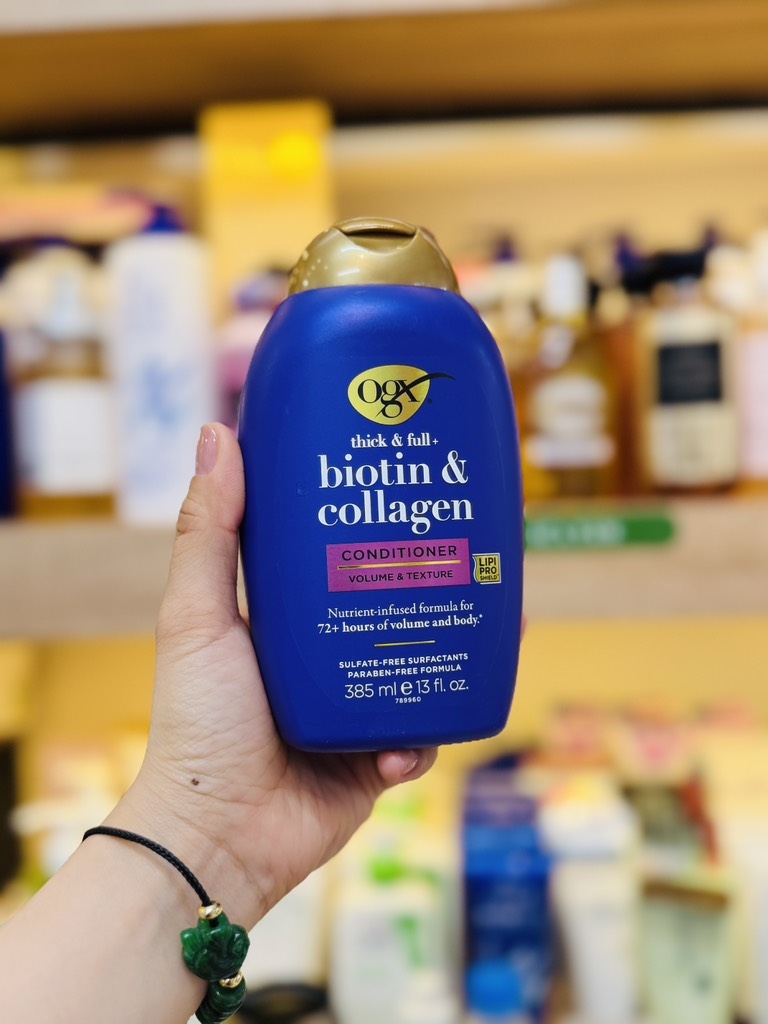 ogx
thick & full+
biotin &
collagen
CONDITIONER
VOLUME & TEXTURE
LIPI
PRO
SHIELD
Nutrient-infused formula for
72+ hours of volume and body.*
SULFATE-FREE SURFACTANTS
PARABEN-FREE FORMULA
385 ml e 13 fl. oz.
789960